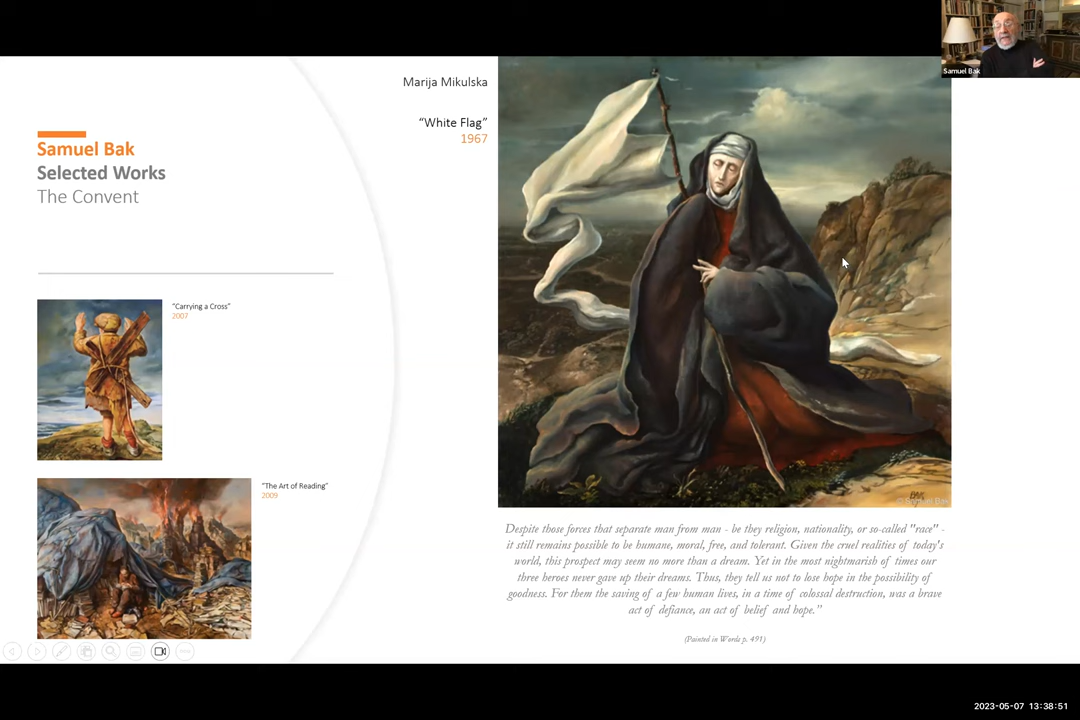 Samuel Bak
Marija Mikulska
"White Flag"
1967
Samuel Bak
Selected Works
The Convent
"Carrying a Cross"
2007
"The Art of Reading"
2009
BAK
© Samuel Bak
Despite those forces that separate man from man - be they religion, nationality, or so-called "race" -
it still remains possible to be humane, moral, free, and tolerant. Given the cruel realities of today's
world, this prospect may seem no more than a dream. Yet in the most nightmarish of times our
three heroes never gave up their dreams. Thus, they tell us not to lose hope in the possibility of
goodness. For them the saving of a few human lives, in a time of colossal destruction, was a brave
act of defiance, an act of belief and hope."
(Painted in Words p. 491)
2023-05-07 13:38:51